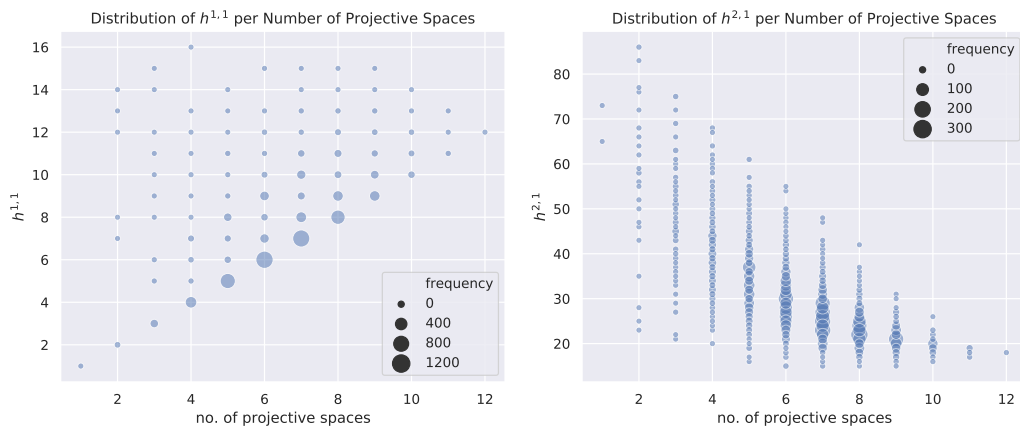 Distribution of h^{1,1} per Number of Projective Spaces
h^{1,1}
16
14
12
10
8
6
4
2
frequency
0
400
800
1200
2 4 6 8 10 12
no. of projective spaces
Distribution of h^{2,1} per Number of Projective Spaces
h^{2,1}
80
70
60
50
40
30
20
frequency
0
100
200
300
2 4 6 8 10 12
no. of projective spaces